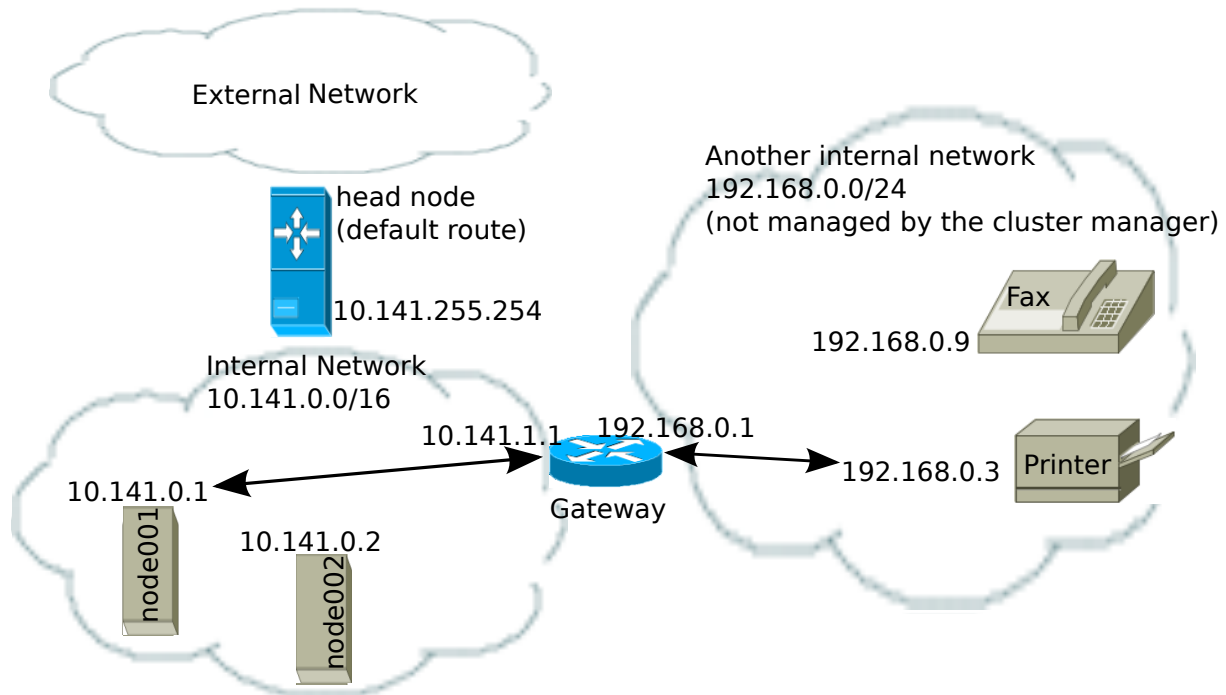 External Network
head node
(default route)
10.141.255.254
Another internal network
192.168.0.0/24
(not managed by the cluster manager)
Fax
192.168.0.9
Internal Network
10.141.0.0/16
10.141.1.1
192.168.0.1
Gateway
192.168.0.3
Printer
10.141.0.1
node001
10.141.0.2
node002